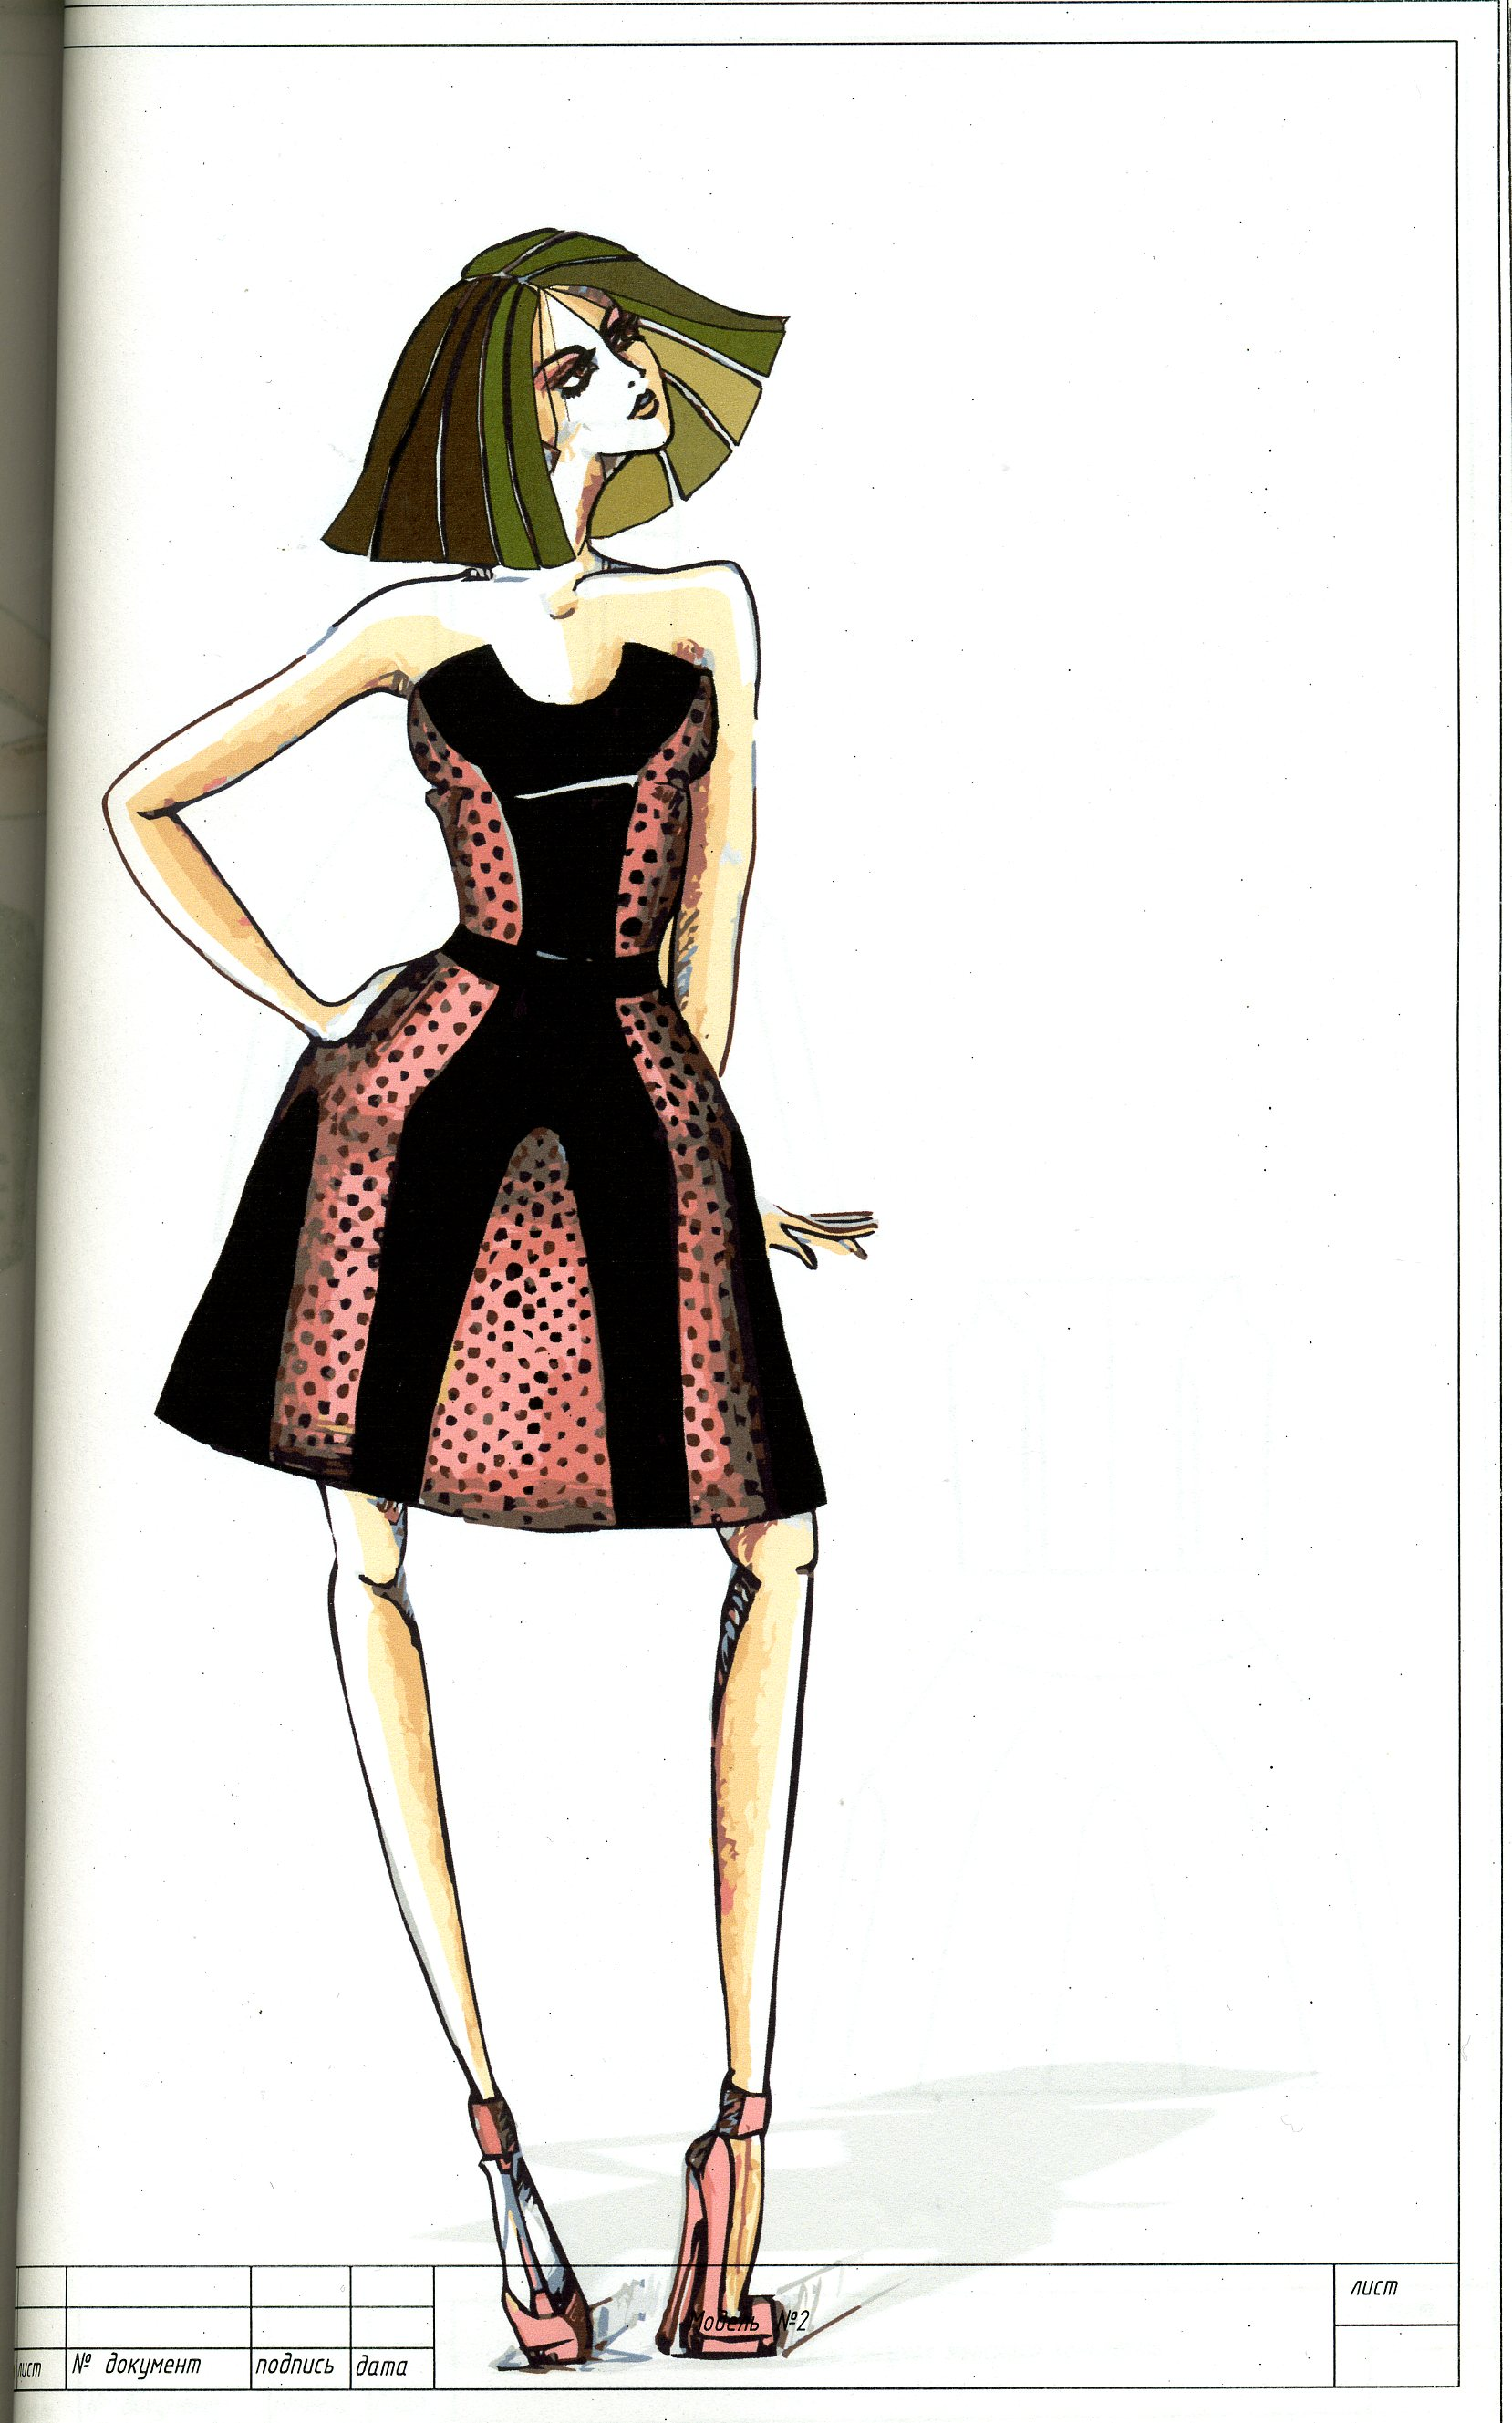 Модель №2
лист
лист
№ документ
подпись
дата